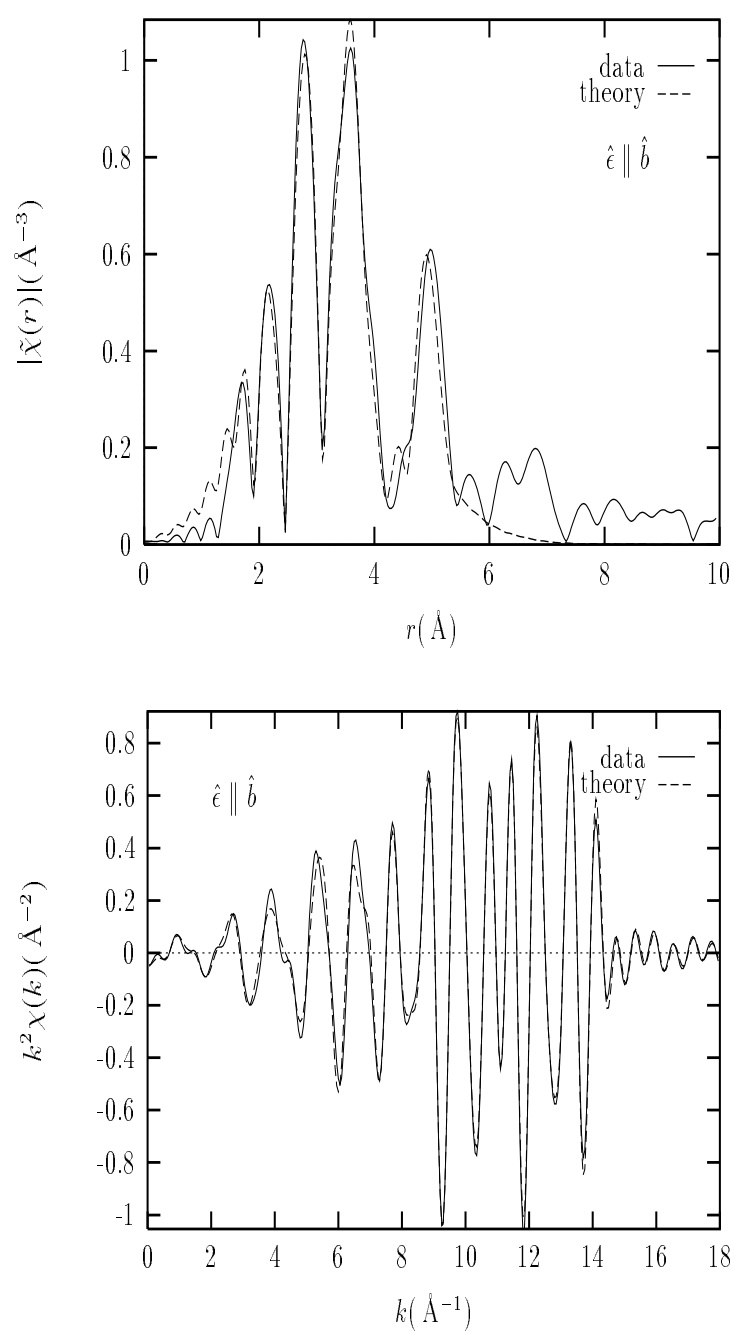 1
0.8
0.6
0.4
0.2
0
|χ̃(r)|(Å−3)
data
theory
ε̂ ∥ b̂
0 2 4 6 8 10
r(Å)
0.8
0.6
0.4
0.2
0
-0.2
-0.4
-0.6
-0.8
-1
k²χ(k)(Å−2)
ε̂ ∥ b̂
data
theory
0 2 4 6 8 10 12 14 16 18
k(Å−1)